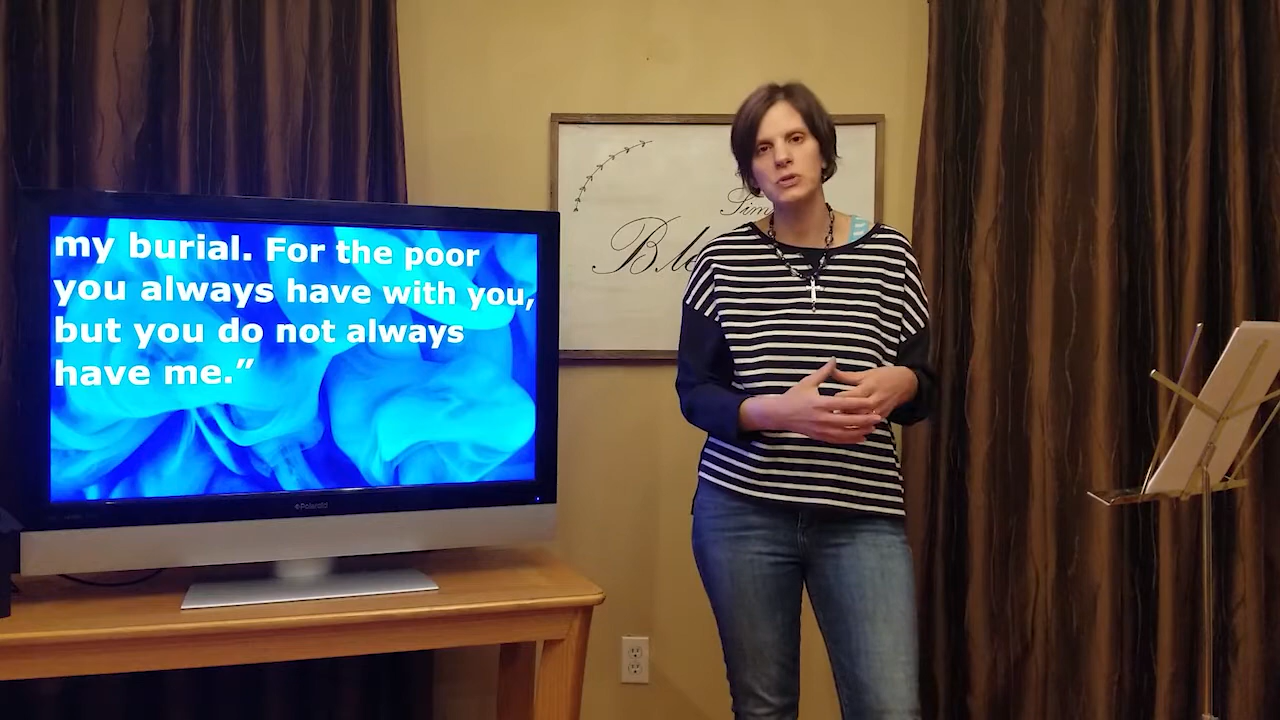 my burial. For the poor
you always have with you,
but you do not always
have me.”
Polaroid